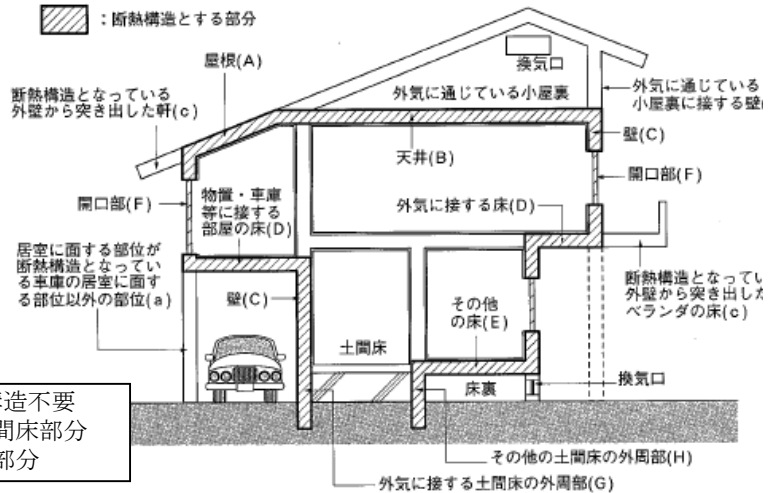 ：断熱構造とする部分
屋根(A)
換気口
断熱構造となっている
外壁から突き出した軒(c)
外気に通じている小屋裏
外気に通じている
小屋裏に接する壁
壁(C)
天井(B)
開口部(F)
開口部(F)
物置・車庫
等に接する
部屋の床(D)
外気に接する床(D)
居室に面する部位が
断熱構造となってい
る車庫の居室に面す
る部位以外の部位(a)
断熱構造となってい
外壁から突き出した
ベランダの床(c)
壁(C)
その他
の床(E)
土間床
造不要
間床部分
部分
床裏
換気口
その他の土間床の外周部(H)
外気に接する土間床の外周部(G)